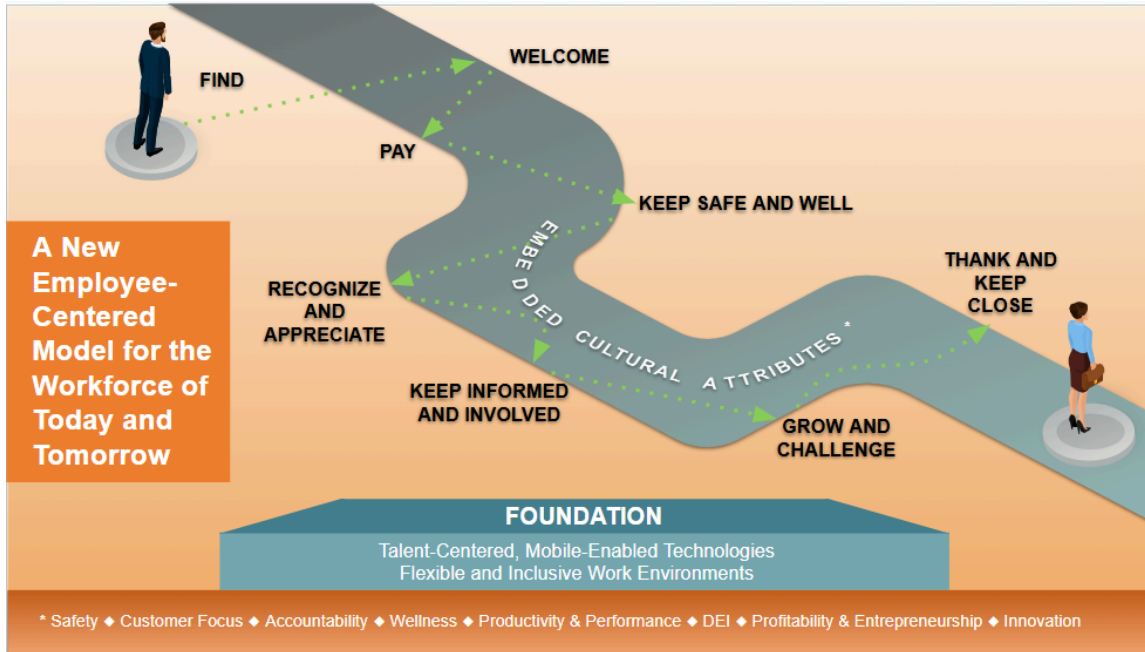 FIND
WELCOME
PAY
KEEP SAFE AND WELL
RECOGNIZE
AND
APPRECIATE
EMBEDDED CULTURAL ATTRIBUTES *
THANK AND
KEEP
CLOSE
KEEP INFORMED
AND INVOLVED
GROW AND
CHALLENGE
A New
Employee-
Centered
Model for the
Workforce of
Today and
Tomorrow
FOUNDATION
Talent-Centered, Mobile-Enabled Technologies
Flexible and Inclusive Work Environments
* Safety ◆ Customer Focus ◆ Accountability ◆ Wellness ◆ Productivity & Performance ◆ DEI ◆ Profitability & Entrepreneurship ◆ Innovation